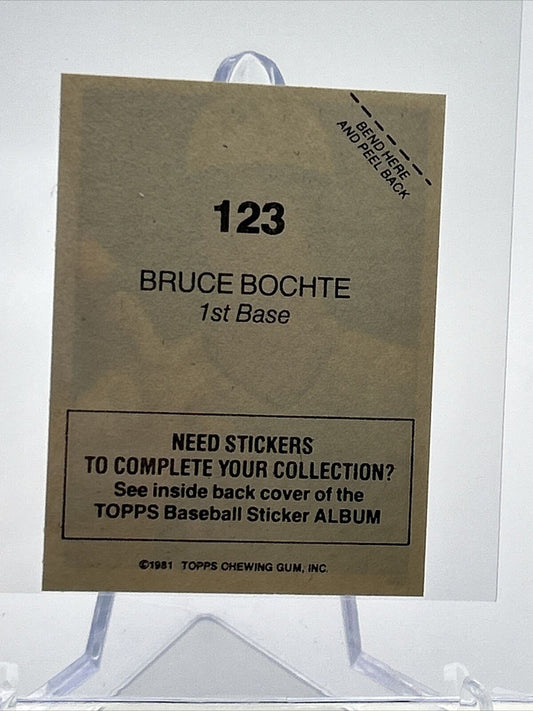 BEND HERE
AND PEEL BACK
123
BRUCE BOCHTE
1st Base
NEED STICKERS
TO COMPLETE YOUR COLLECTION?
See inside back cover of the
TOPPS Baseball Sticker ALBUM
©1981 TOPPS CHEWING GUM, INC.